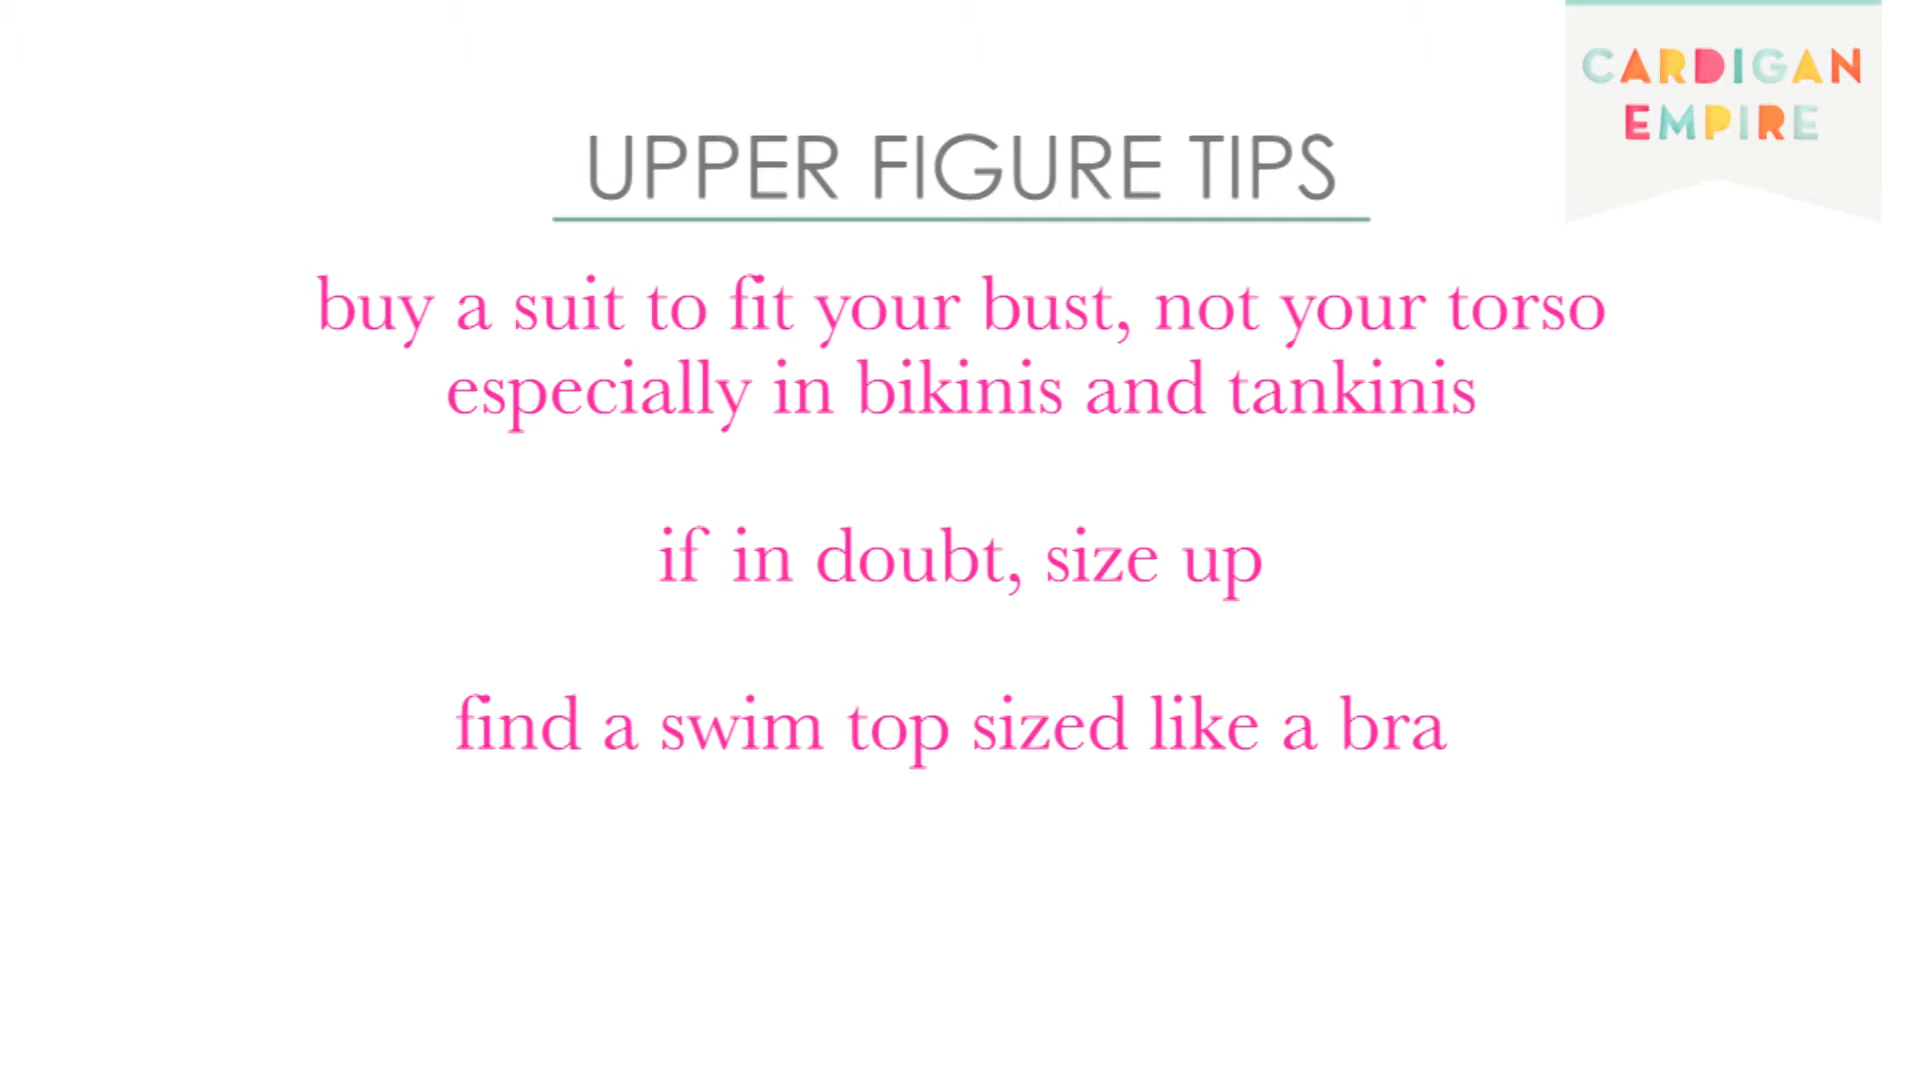 CARDIGAN
EMPIRE
UPPER FIGURE TIPS
buy a suit to fit your bust, not your torso
especially in bikinis and tankinis
if in doubt, size up
find a swim top sized like a bra